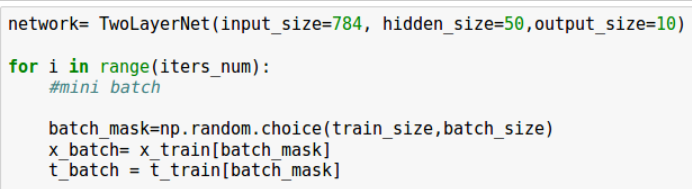 network= TwoLayerNet(input_size=784, hidden_size=50,output_size=10)
for i in range(iters_num):
    #mini batch
    batch_mask=np.random.choice(train_size,batch_size)
    x_batch= x_train[batch_mask]
    t_batch = t_train[batch_mask]